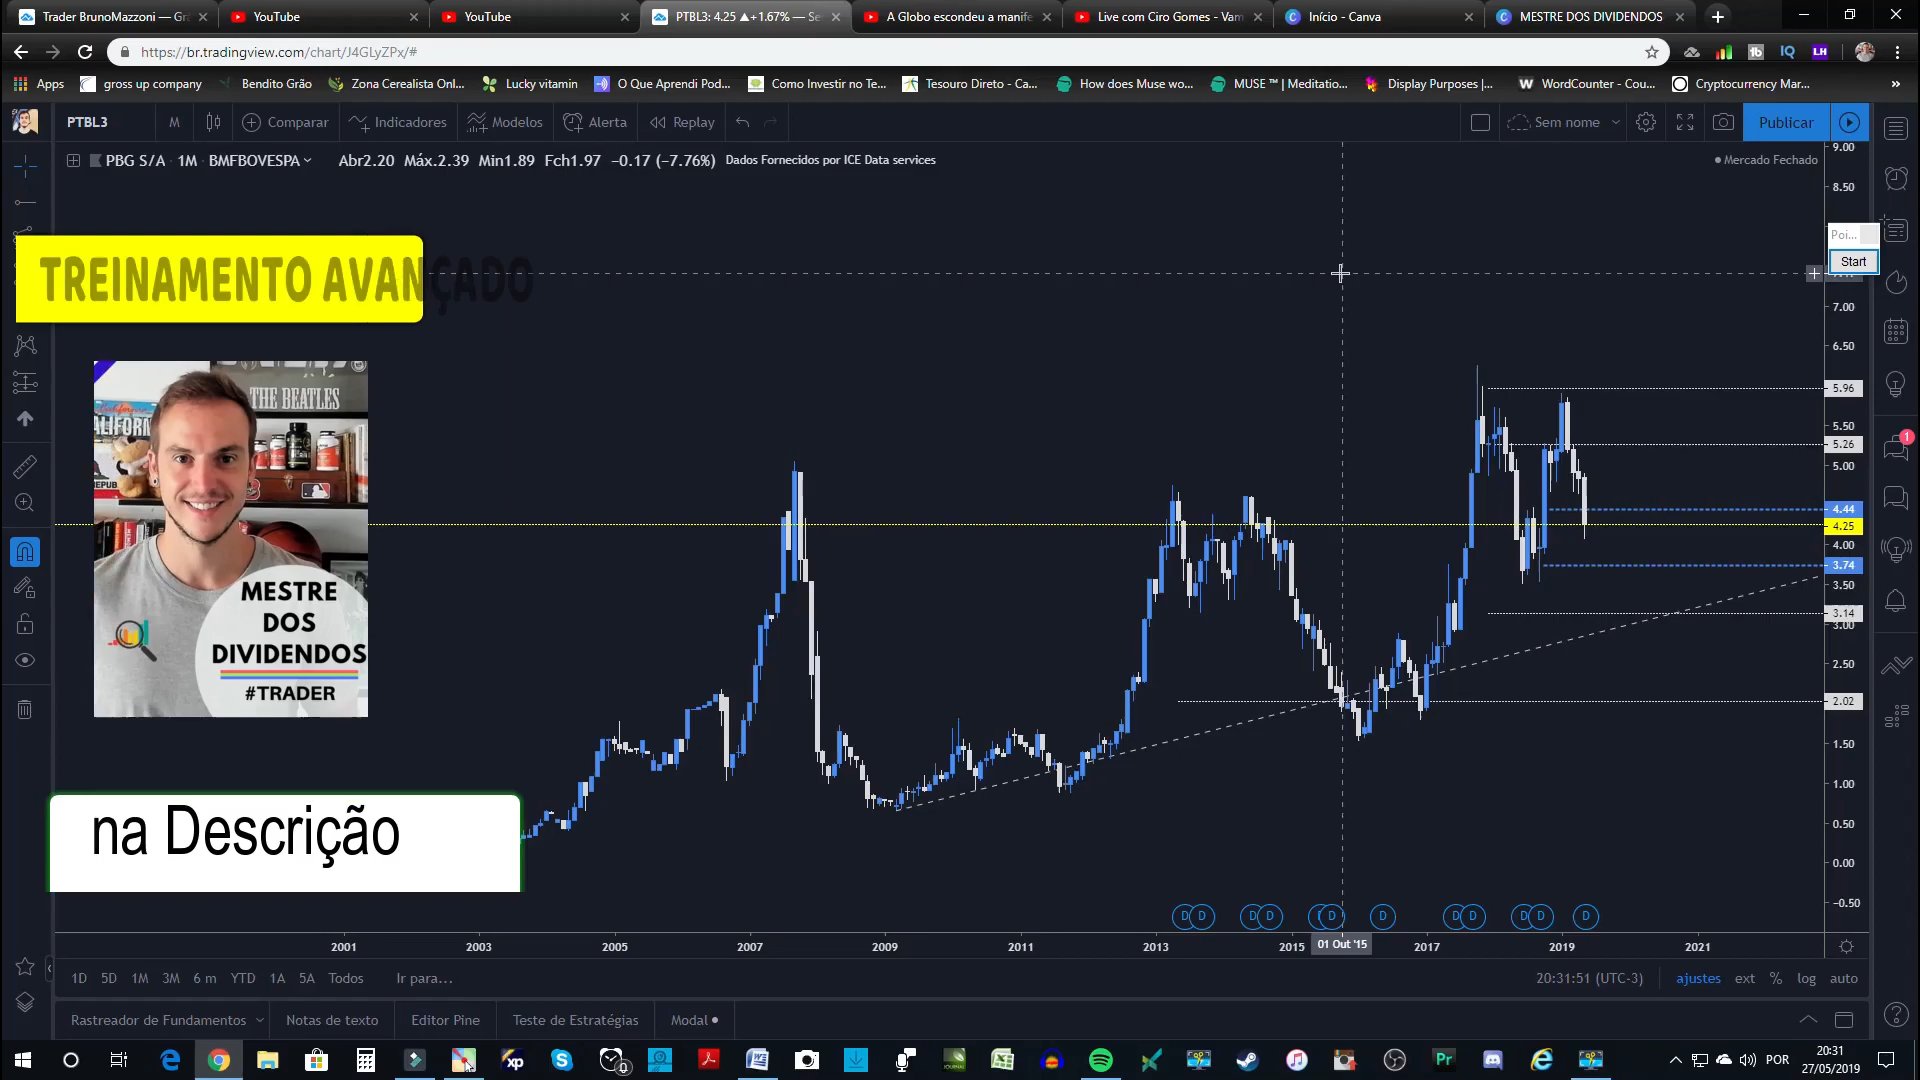 Trader BrunoMazzoni — Gr
YouTube
YouTube
PTBL3: 4.25 ▲+1.67% — Se
A Globo escondeu a manife
Live com Ciro Gomes - Vam
Início - Canva
MESTRE DOS DIVIDENDOS
https://br.tradingview.com/chart/J4GLyZPx/#
Apps
gross up company
Bendito Grão
Zona Cerealista Onl...
Lucky vitamin
O Que Aprendi Pod...
Como Investir no Te...
Tesouro Direto - Ca...
How does Muse wo...
MUSE ™ | Meditatio...
Display Purposes |...
WordCounter - Cou...
Cryptocurrency Mar...
»
PTBL3
M
Comparar
Indicadores
Modelos
Alerta
Replay
Sem nome
Publicar
PBG S/A · 1M · BMFBOVESPA
Abr2.20 Máx.2.39 Min1.89 Fch1.97 −0.17 (−7.76%)
Dados Fornecidos por ICE Data services
Mercado Fechado
9.00
8.50
Poi...
Start
7.00
6.50
5.96
5.50
5.26
5.00
4.44
4.25
4.00
3.74
3.50
3.14
3.00
2.50
2.02
1.50
1.00
0.50
0.00
−0.50
1
TREINAMENTO AVANÇADO
THE BEATLES
MESTRE
DOS
DIVIDENDOS
#TRADER
na Descrição
D D D D D D D D D D D D
2001 2003 2005 2007 2009 2011 2013 2015 01 Out '15 2017 2019 2021
1D 5D 1M 3M 6 m YTD 1A 5A Todos Ir para...
20:31:51 (UTC-3) ajustes ext % log auto
Rastreador de Fundamentos
Notas de texto
Editor Pine
Teste de Estratégias
Modal
POR
20:31
27/05/2019